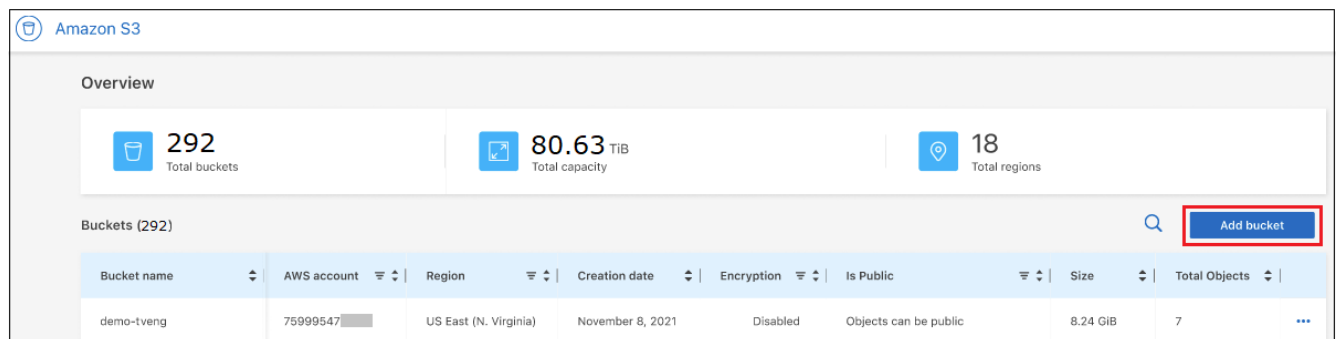 Amazon S3
Overview
292
Total buckets
80.63 TiB
Total capacity
18
Total regions
Buckets (292)
Add bucket
Bucket name AWS account Region Creation date Encryption Is Public Size Total Objects
demo-tveng 75999547 US East (N. Virginia) November 8, 2021 Disabled Objects can be public 8.24 GiB 7